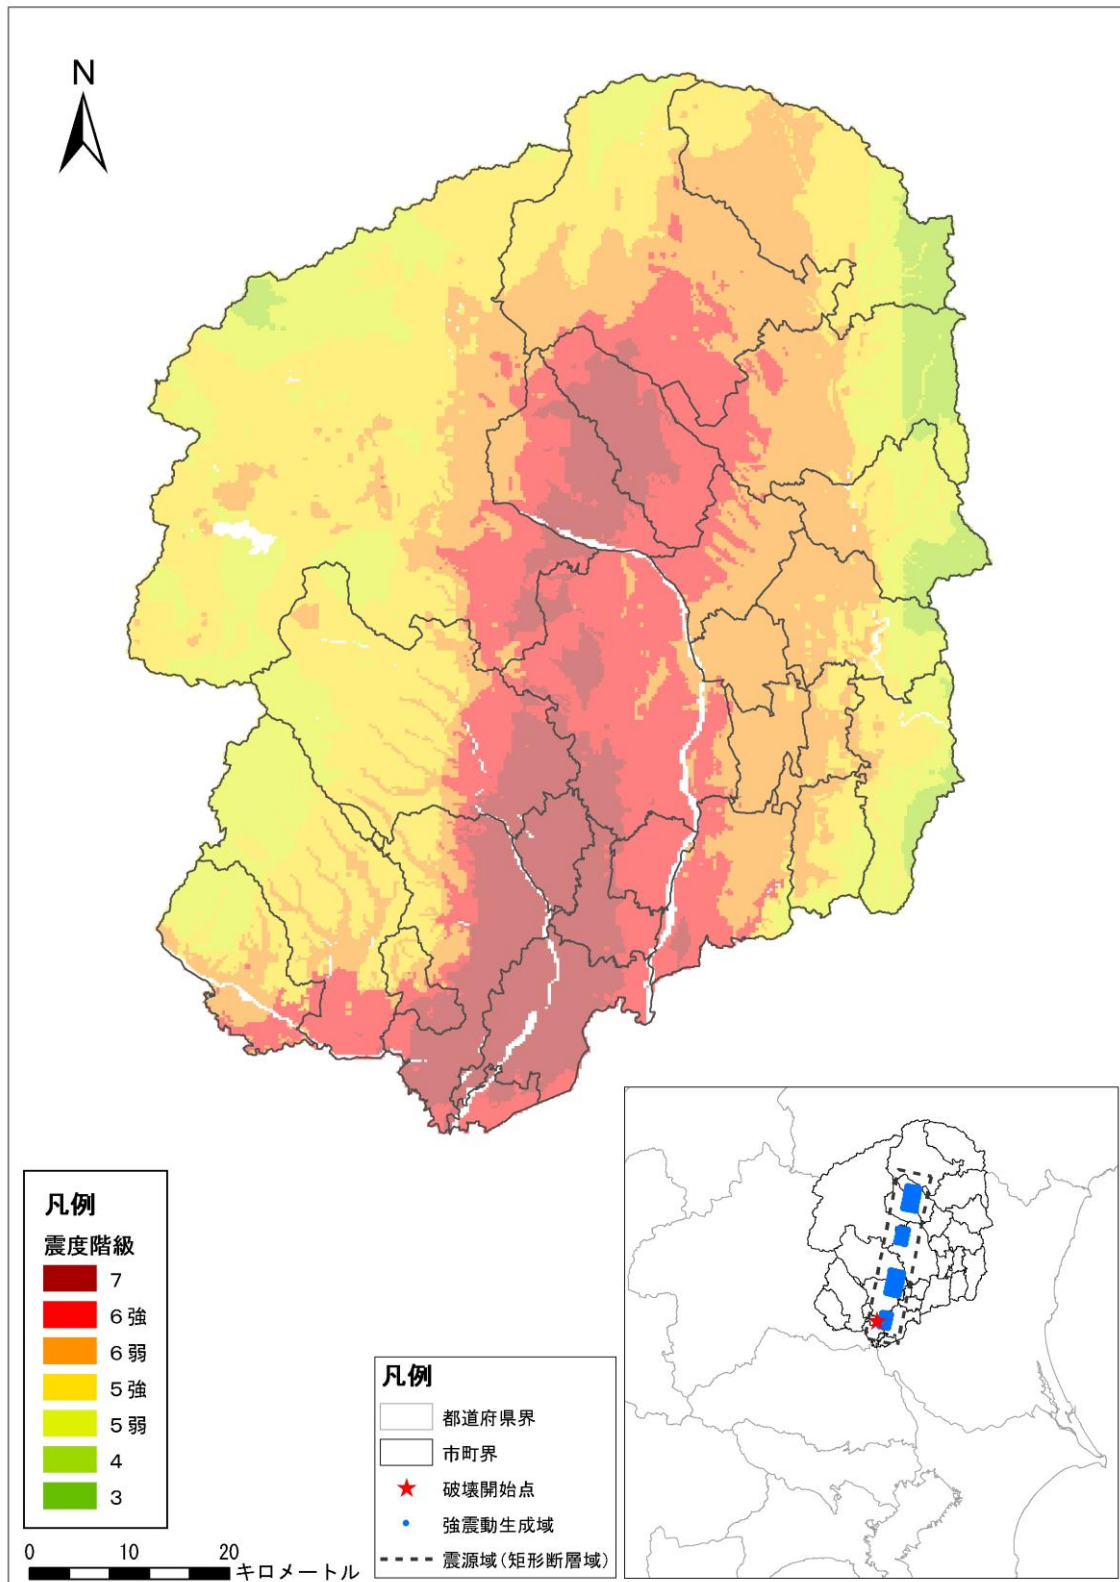 N
凡例
震度階級
7
6強
6弱
5強
5弱
4
3
0 10 20
キロメートル
凡例
都道府県界
市町界
破壊開始点
強震動生成域
震源域(矩形断層域)